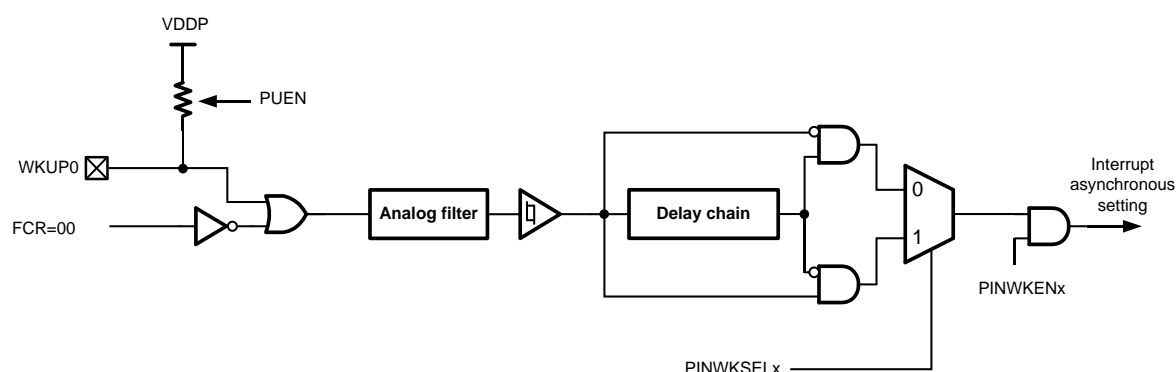 VDDP
PUEN
WKUP0
FCR=00
Analog filter
Delay chain
0
1
Interrupt
asynchronous
setting
PINWKENx
PINWKSELx